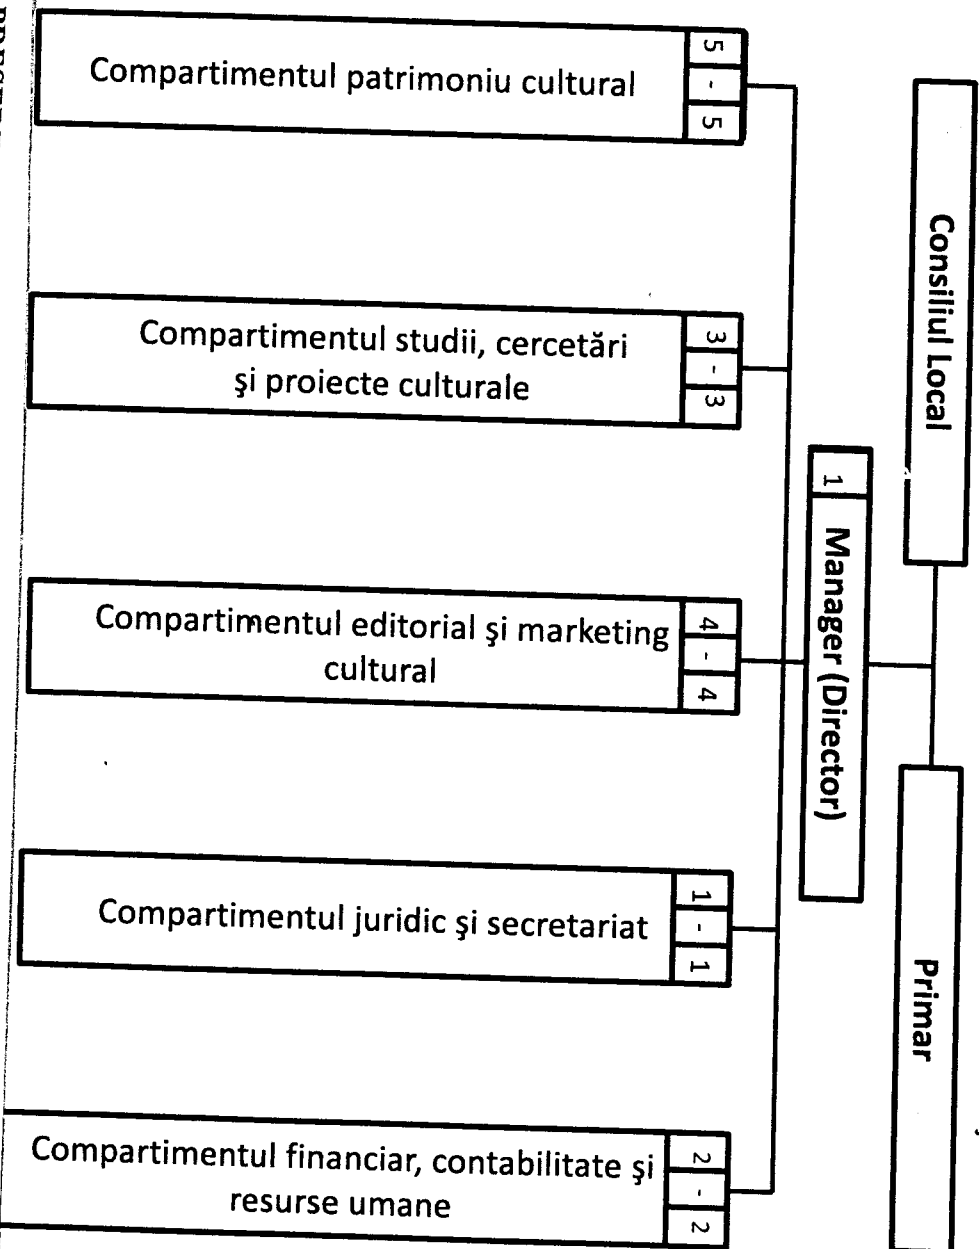 Consiliul Local
Primar
1 Manager (Director)
5 - 5
Compartimentul patrimoniu cultural
3 - 3
Compartimentul studii, cercetări
şi proiecte culturale
4 - 4
Compartimentul editorial şi marketing
cultural
1 - 1
Compartimentul juridic şi secretariat
2 - 2
Compartimentul financiar, contabilitate şi
resurse umane